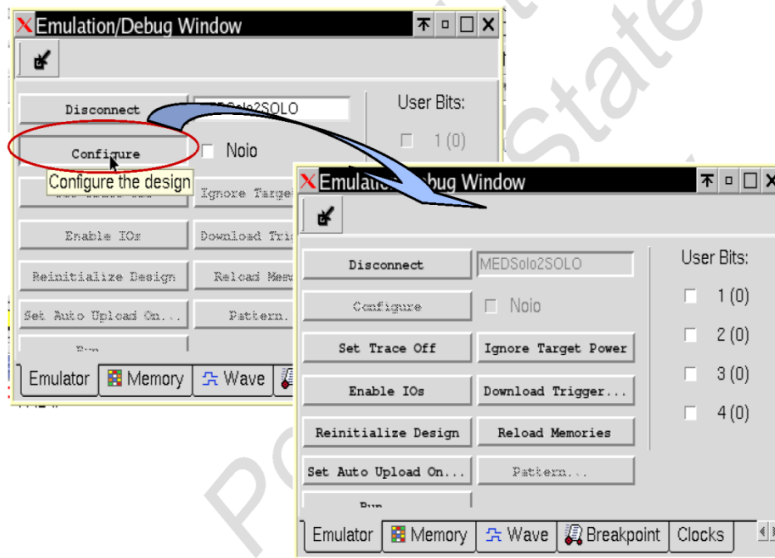 Emulation/Debug Window
Disconnect
User Bits:
Configure
Noio
1 (0)
Configure the design
Ignore
Enable IOs
Download
Reinitialize Design
Reload
Set Auto Upload On...
Pattern.
Run
Emulator
Memory
Wave
Emulation/Debug Window
Disconnect
MEDSolo2SOLO
User Bits:
Configure
Noio
1 (0)
Set Trace Off
Ignore Target Power
2 (0)
Enable IOs
Download Trigger...
3 (0)
4 (0)
Reinitialize Design
Reload Memories
Set Auto Upload On...
Pattern...
Run
Emulator
Memory
Wave
Breakpoint
Clocks
State